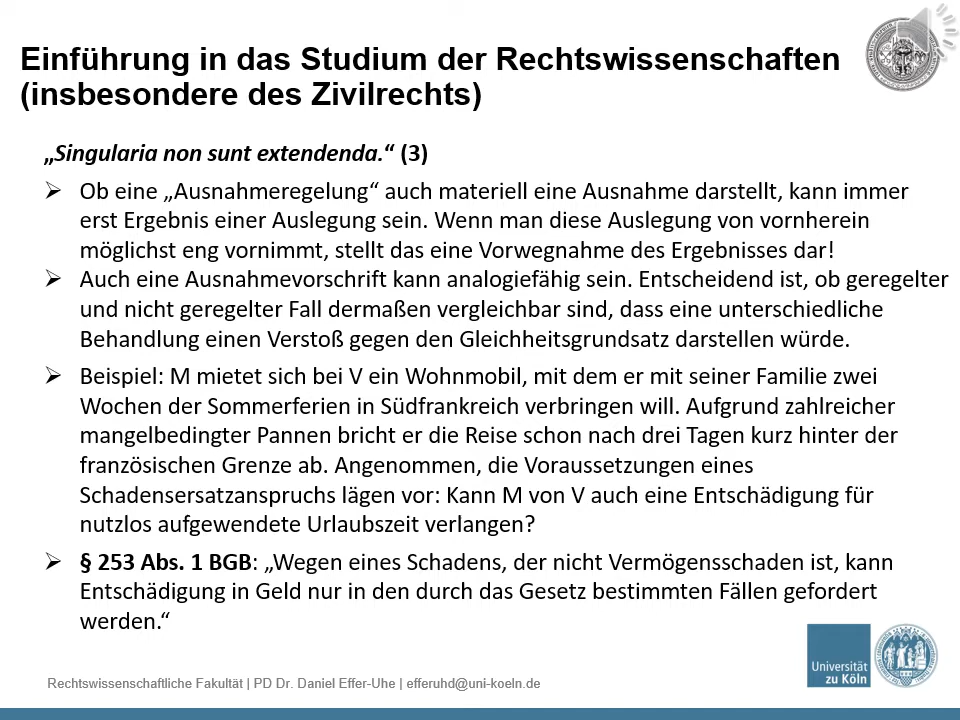 Einführung in das Studium der Rechtswissenschaften
(insbesondere des Zivilrechts)
„Singularia non sunt extendenda.“ (3)
➢ Ob eine „Ausnahmeregelung“ auch materiell eine Ausnahme darstellt, kann immer
erst Ergebnis einer Auslegung sein. Wenn man diese Auslegung von vornherein
möglichst eng vornimmt, stellt das eine Vorwegnahme des Ergebnisses dar!
➢ Auch eine Ausnahmevorschrift kann analogiefähig sein. Entscheidend ist, ob geregelter
und nicht geregelter Fall dermaßen vergleichbar sind, dass eine unterschiedliche
Behandlung einen Verstoß gegen den Gleichheitsgrundsatz darstellen würde.
➢ Beispiel: M mietet sich bei V ein Wohnmobil, mit dem er mit seiner Familie zwei
Wochen der Sommerferien in Südfrankreich verbringen will. Aufgrund zahlreicher
mangelbedingter Pannen bricht er die Reise schon nach drei Tagen kurz hinter der
französischen Grenze ab. Angenommen, die Voraussetzungen eines
Schadensersatzanspruchs lägen vor: Kann M von V auch eine Entschädigung für
nutzlos aufgewendete Urlaubszeit verlangen?
➢ § 253 Abs. 1 BGB: „Wegen eines Schadens, der nicht Vermögensschaden ist, kann
Entschädigung in Geld nur in den durch das Gesetz bestimmten Fällen gefordert
werden.“
Universität
zu Köln
Rechtswissenschaftliche Fakultät | PD Dr. Daniel Effer-Uhe | efferuhd@uni-koeln.de